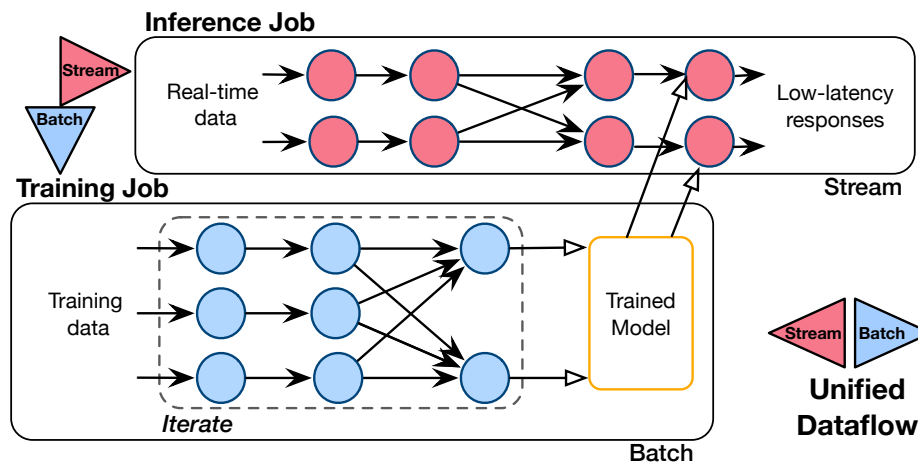 Inference Job
Stream
Batch
Real-time
data
Low-latency
responses
Stream
Training Job
Training
data
Trained
Model
Iterate
Batch
Stream
Batch
Unified
Dataflow